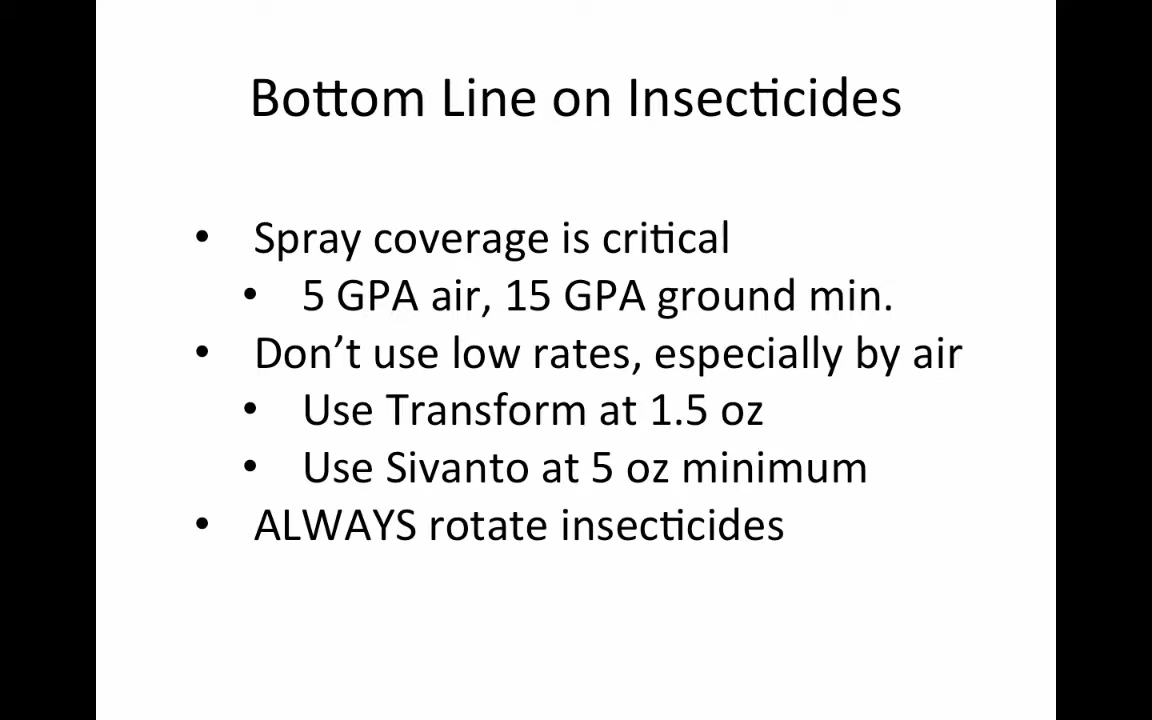 Bottom Line on Insecticides
• Spray coverage is critical
• 5 GPA air, 15 GPA ground min.
• Don’t use low rates, especially by air
• Use Transform at 1.5 oz
• Use Sivanto at 5 oz minimum
• ALWAYS rotate insecticides